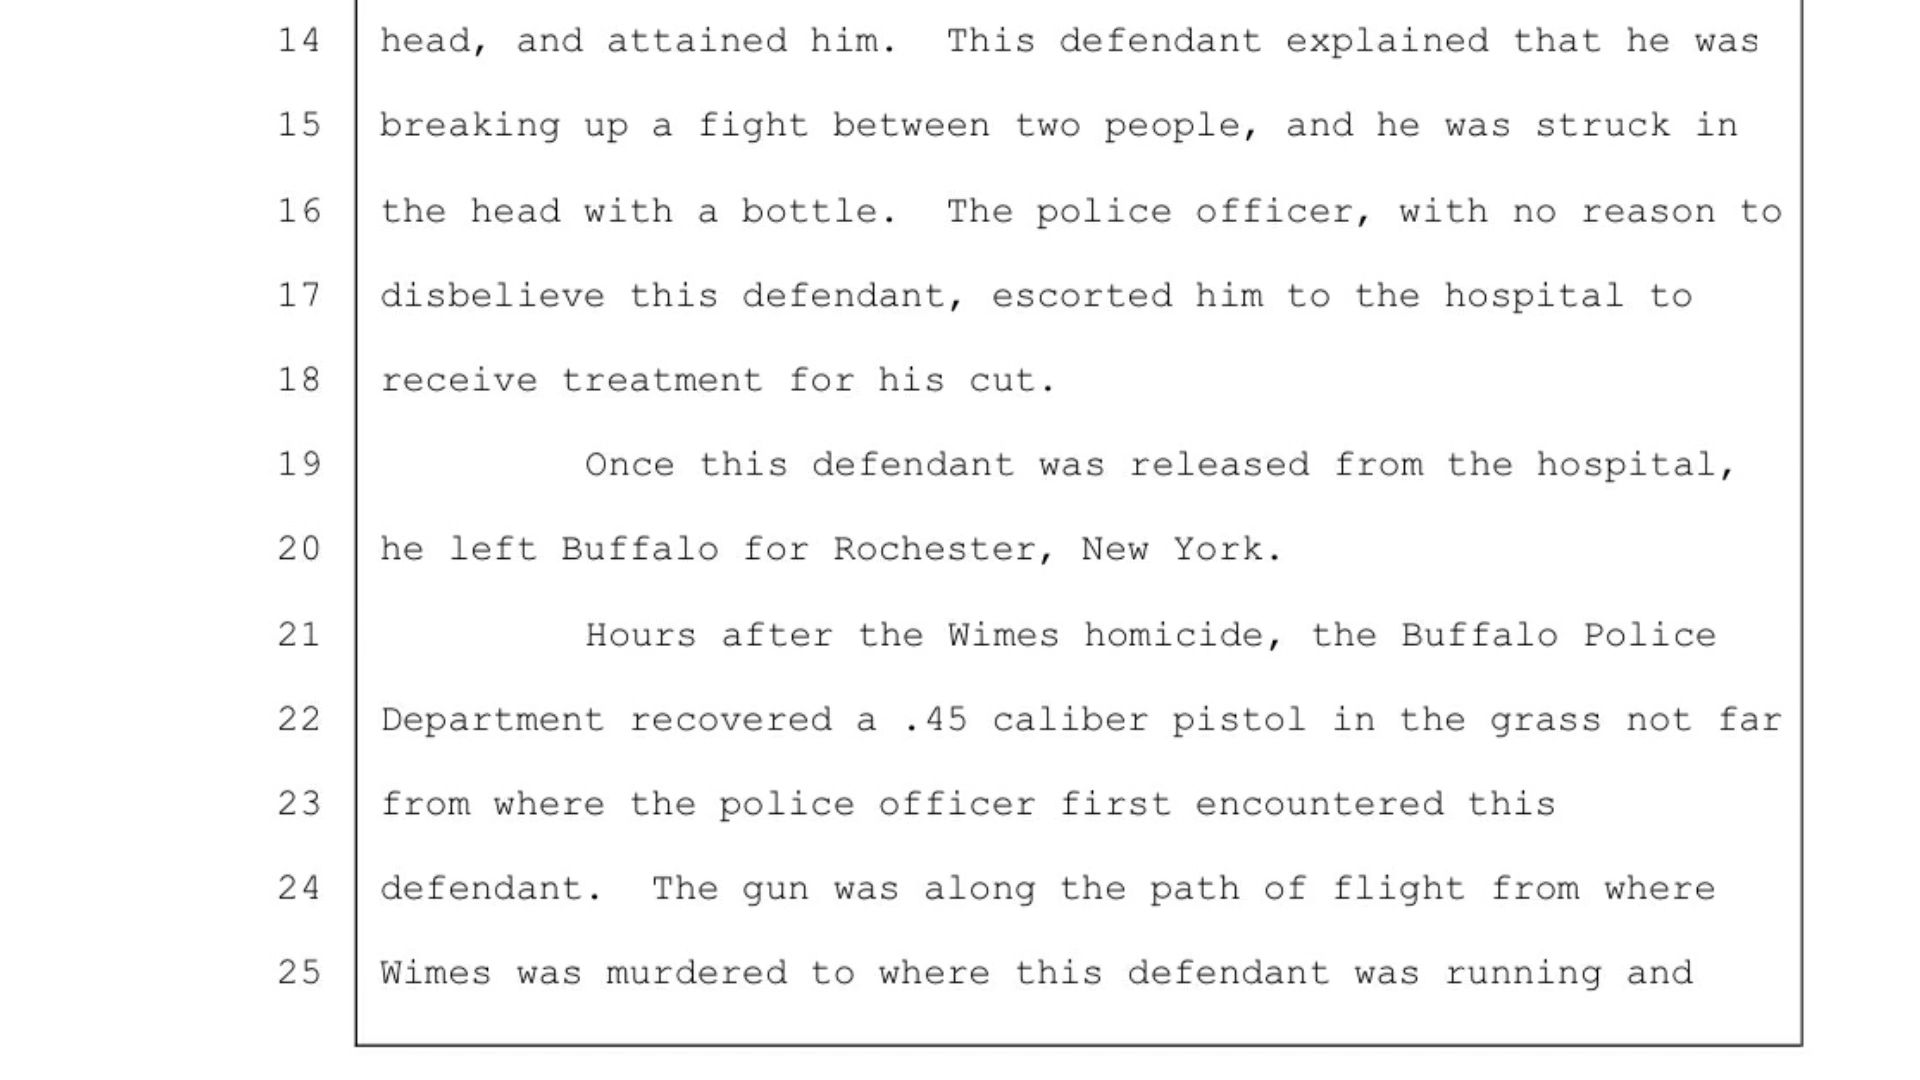 14 head, and attained him.  This defendant explained that he was
15 breaking up a fight between two people, and he was struck in
16 the head with a bottle.  The police officer, with no reason to
17 disbelieve this defendant, escorted him to the hospital to
18 receive treatment for his cut.
19 Once this defendant was released from the hospital,
20 he left Buffalo for Rochester, New York.
21 Hours after the Wimes homicide, the Buffalo Police
22 Department recovered a .45 caliber pistol in the grass not far
23 from where the police officer first encountered this
24 defendant.  The gun was along the path of flight from where
25 Wimes was murdered to where this defendant was running and